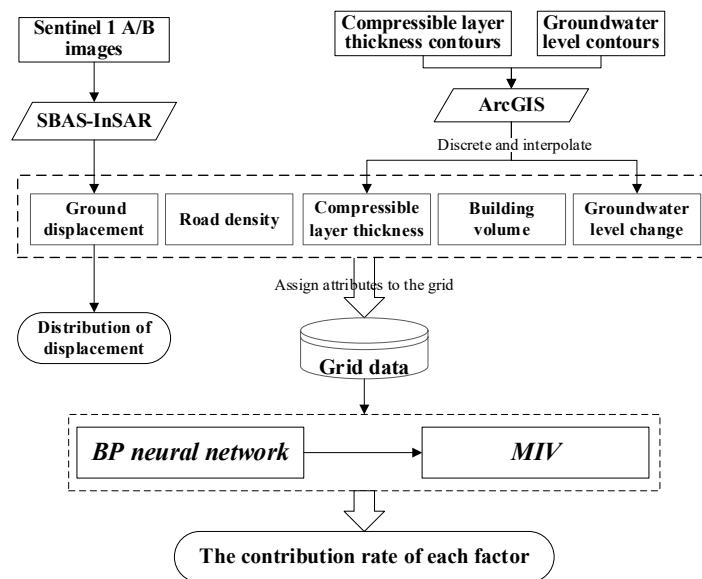 Sentinel 1 A/B
images
Compressible layer
thickness contours
Groundwater
level contours
SBAS-InSAR
ArcGIS
Discrete and interpolate
Ground
displacement
Road density
Compressible
layer thickness
Building
volume
Groundwater
level change
Assign attributes to the grid
Distribution of
displacement
Grid data
BP neural network
MIV
The contribution rate of each factor